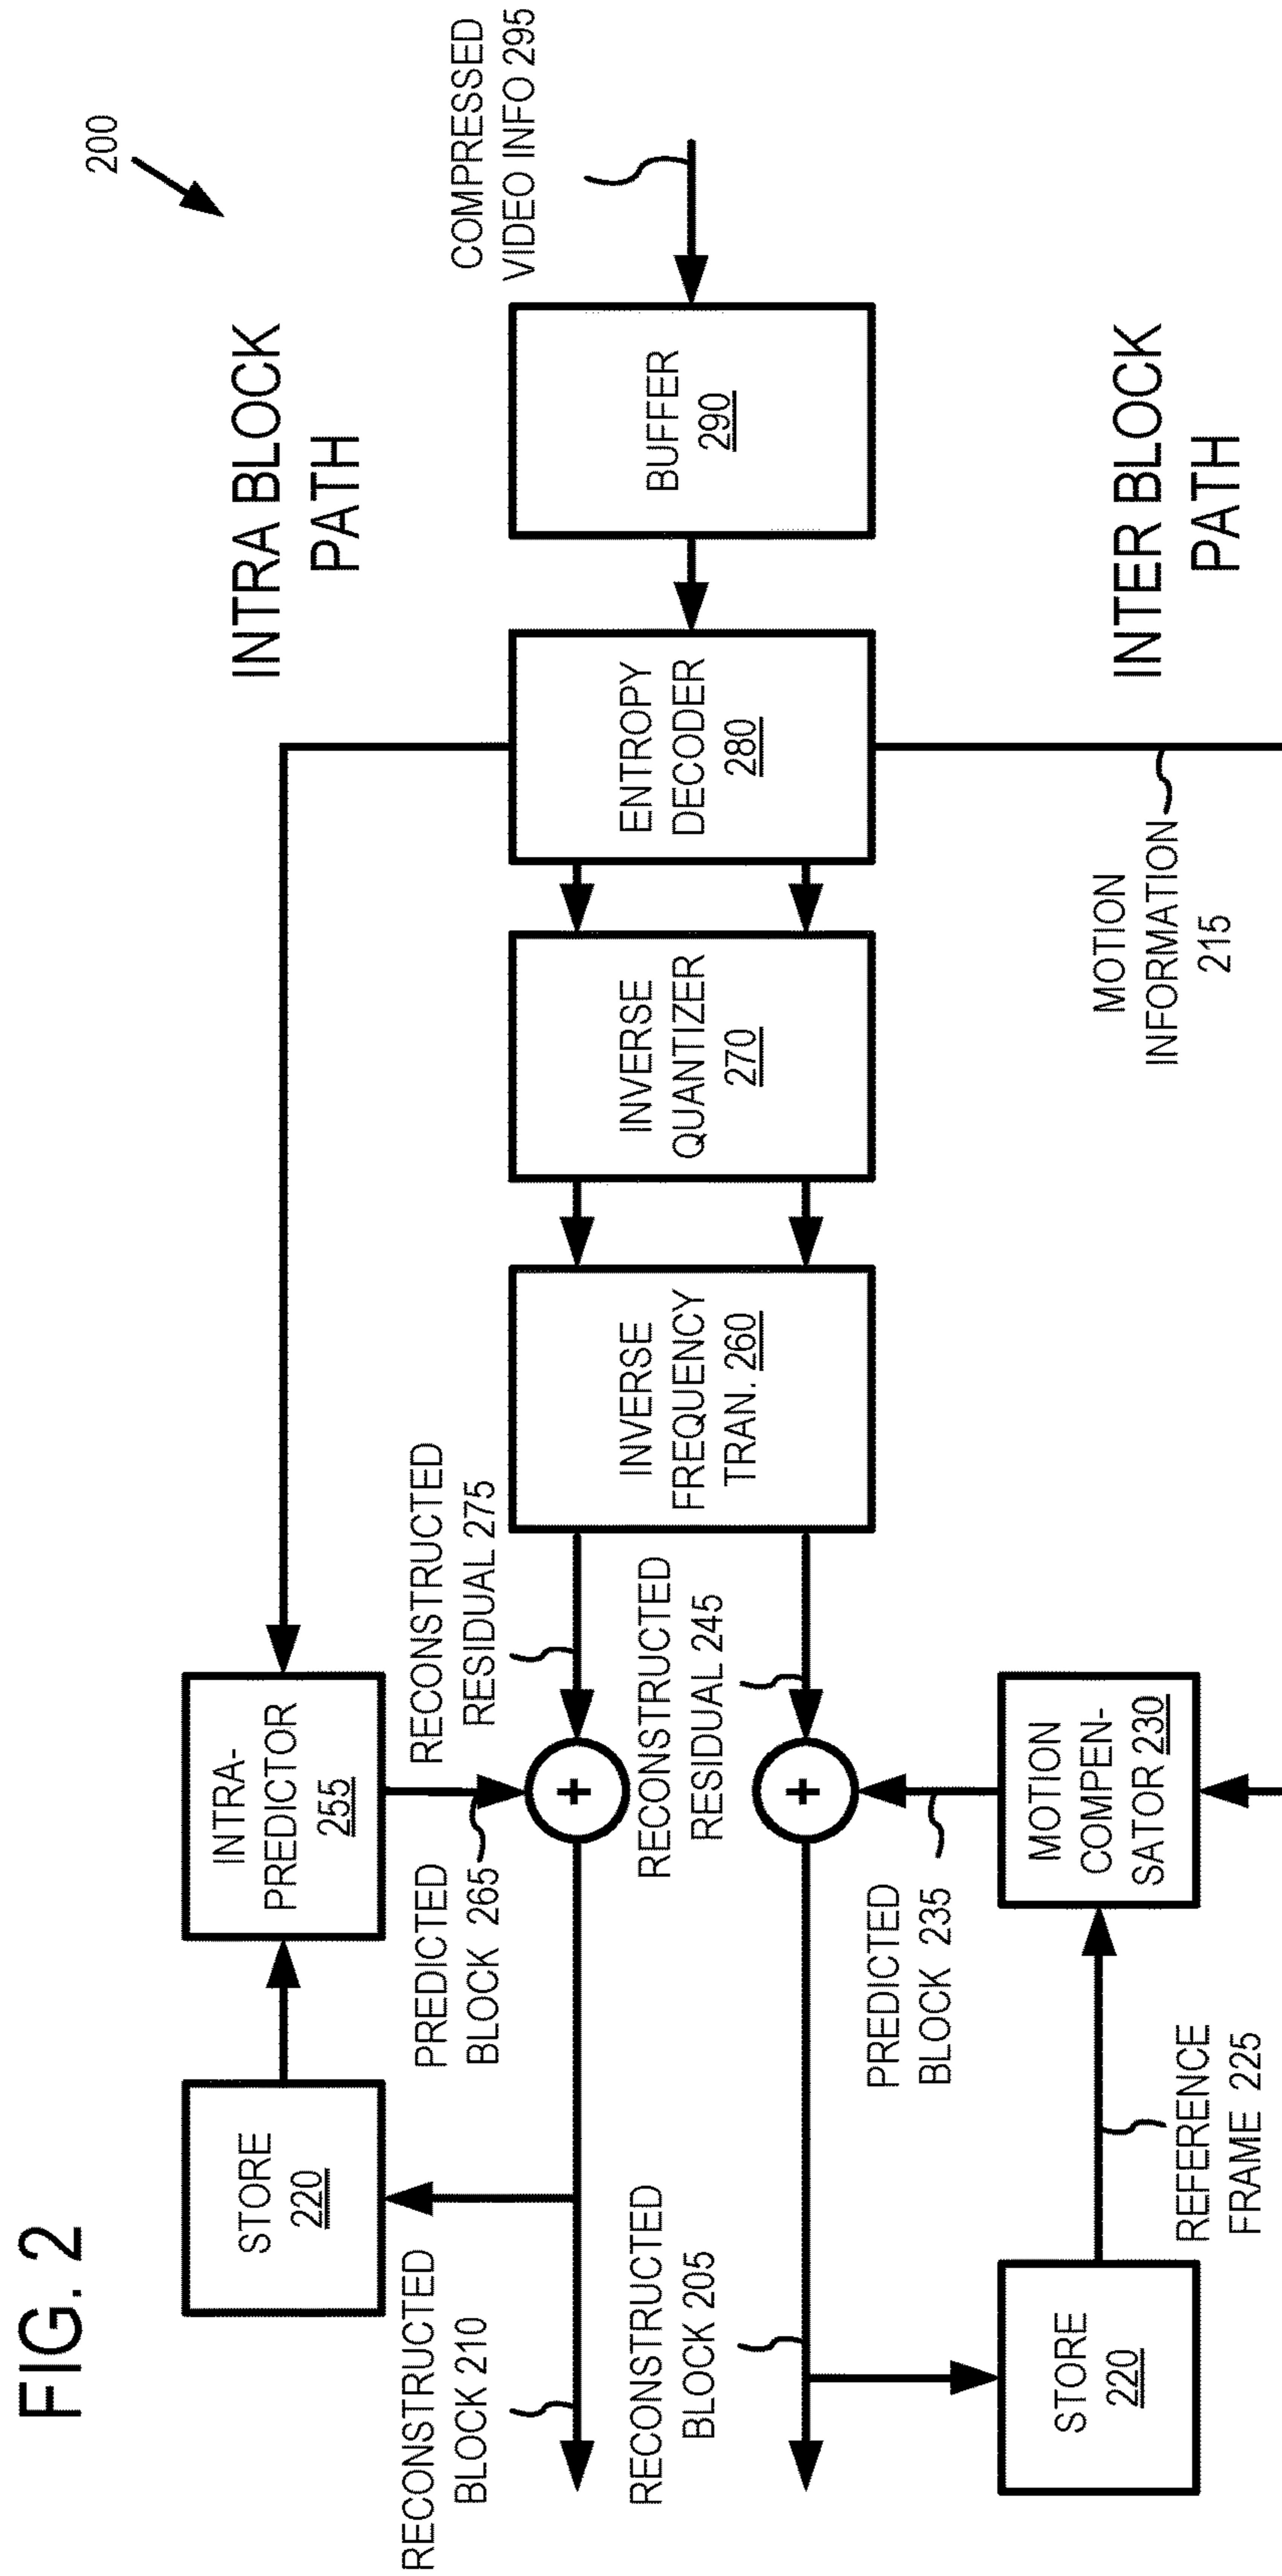 FIG. 2
200
INTRA BLOCK
PATH
STORE
220
INTRA-
PREDICTOR
255
RECONSTRUCTED
BLOCK 210
PREDICTED
BLOCK 265
RECONSTRUCTED
RESIDUAL 275
COMPRESSED
VIDEO INFO 295
+
INVERSE
FREQUENCY
TRAN. 260
INVERSE
QUANTIZER
270
ENTROPY
DECODER
280
BUFFER
290
RECONSTRUCTED
BLOCK 205
RECONSTRUCTED
RESIDUAL 245
+
PREDICTED
BLOCK 235
STORE
220
REFERENCE
FRAME 225
MOTION
COMPEN-
SATOR 230
MOTION
INFORMATION
215
INTER BLOCK
PATH